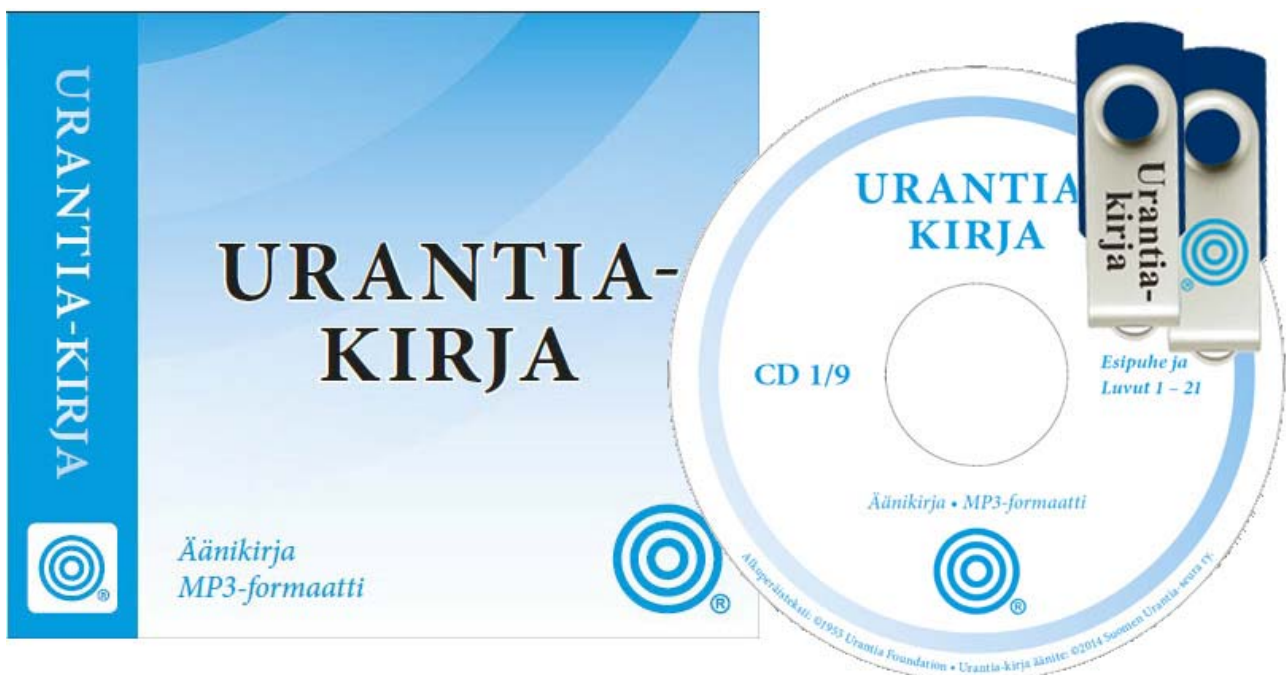 URANTIA-KIRJA
URANTIA-
KIRJA
Äänikirja
MP3-formaatti
®
®
URANTIA
KIRJA
CD 1/9
Esipuhe ja
Luvut 1 – 21
Äänikirja • MP3-formaatti
®
Alkuperäisteksti: ©1953 Urantia Foundation • Urantia-kirja äänite: ©2014 Suomen Urantia-seura ry.
Urantia-
kirja
®